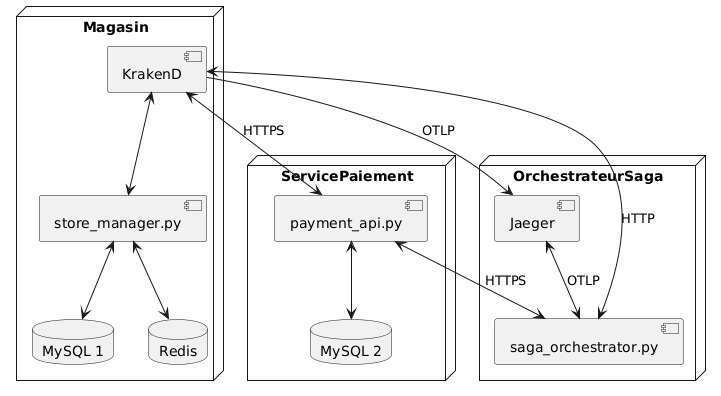 Magasin
KrakenD
HTTPS
OTLP
ServicePaiement
OrchestrateurSaga
store_manager.py
payment_api.py
Jaeger
HTTP
HTTPS
OTLP
MySQL 1
Redis
MySQL 2
saga_orchestrator.py